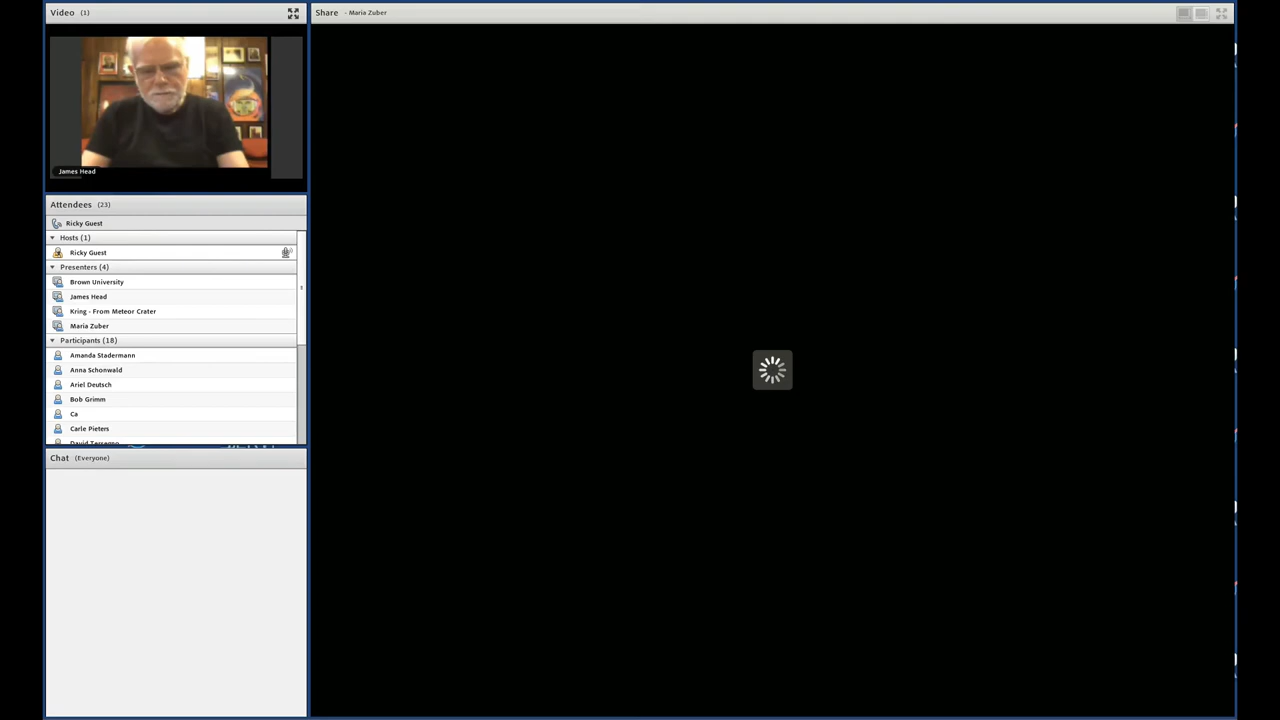 Video (1)
Share - Maria Zuber
James Head
Attendees (23)
Ricky Guest
Hosts (1)
Ricky Guest
Presenters (4)
Brown University
James Head
Kring - From Meteor Crater
Maria Zuber
Participants (18)
Amanda Stadermann
Anna Schonwald
Ariel Deutsch
Bob Grimm
Ca
Carle Pieters
David
Chat (Everyone)